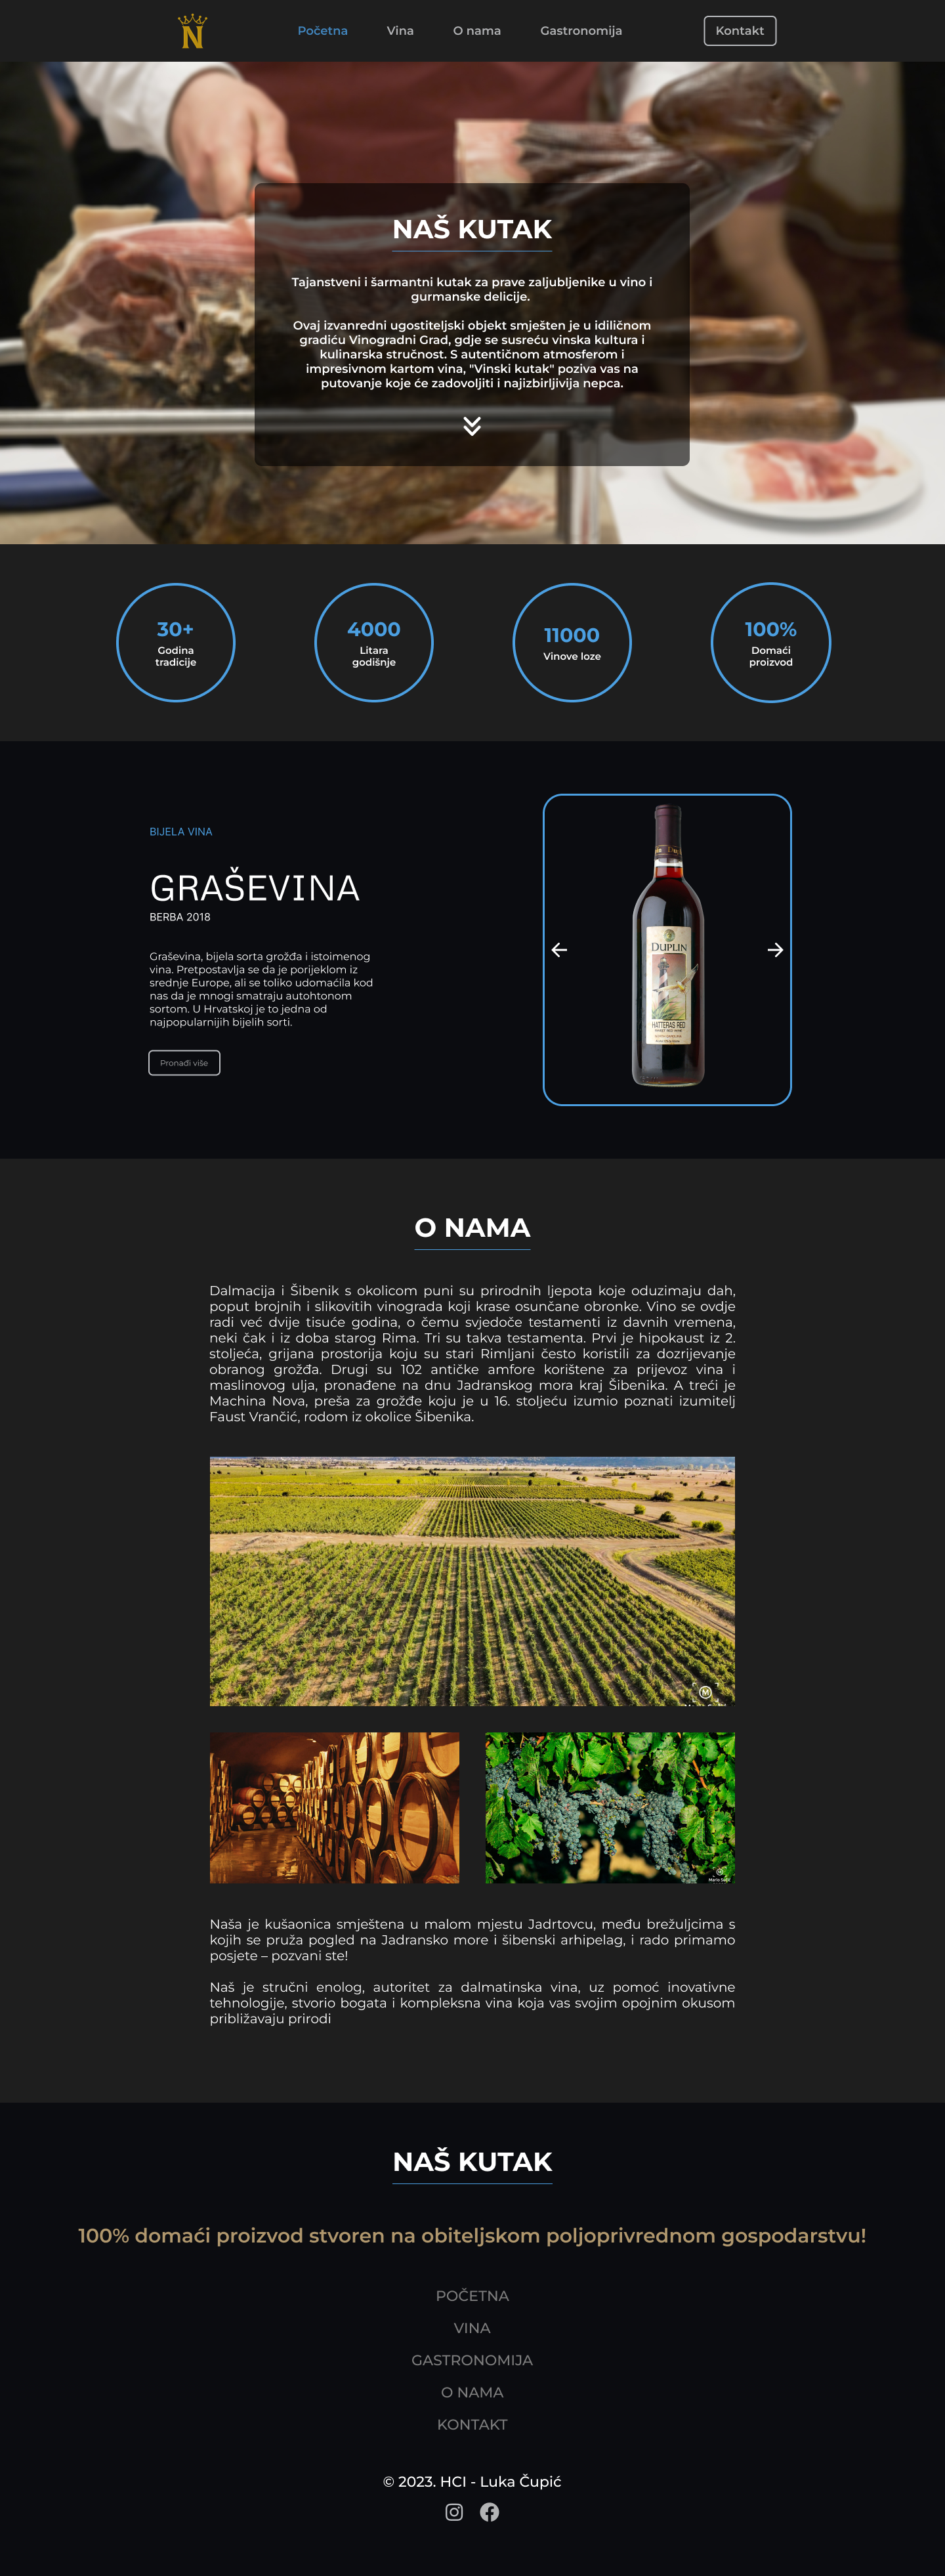 N
Početna
Vina
O nama
Gastronomija
Kontakt
NAŠ KUTAK
Tajanstveni i šarmantni kutak za prave zaljubljenike u vino i
gurmanske delicije.
Ovaj izvanredni ugostiteljski objekt smješten je u idiličnom
gradiću Vinogradni Grad, gdje se susreću vinska kultura i
kulinarska stručnost. S autentičnom atmosferom i
impresivnom kartom vina, "Vinski kutak" poziva vas na
putovanje koje će zadovoljiti i najizbirljivija nepca.
30+
Godina
tradicije
4000
Litara
godišnje
11000
Vinove loze
100%
Domaći
proizvod
BIJELA VINA
GRAŠEVINA
BERBA 2018
Graševina, bijela sorta grožđa i istoimenog
vina. Pretpostavlja se da je porijeklom iz
srednje Europe, ali se toliko udomaćila kod
nas da je mnogi smatraju autohtonom
sortom. U Hrvatskoj je to jedna od
najpopularnijih bijelih sorti.
Pronađi više
DUPLIN
HATTERAS RED
O NAMA
Dalmacija i Šibenik s okolicom puni su prirodnih ljepota koje oduzimaju dah,
poput brojnih i slikovitih vinograda koji krase osunčane obronke. Vino se ovdje
radi već dvije tisuće godina, o čemu svjedoče testamenti iz davnih vremena,
neki čak i iz doba starog Rima. Tri su takva testamenta. Prvi je hipokaust iz 2.
stoljeća, grijana prostorija koju su stari Rimljani često koristili za dozrijevanje
obranog grožđa. Drugi su 102 antičke amfore korištene za prijevoz vina i
maslinovog ulja, pronađene na dnu Jadranskog mora kraj Šibenika. A treći je
Machina Nova, preša za grožđe koju je u 16. stoljeću izumio poznati izumitelj
Faust Vrančić, rodom iz okolice Šibenika.
M
Naša je kušaonica smještena u malom mjestu Jadrtovcu, među brežuljcima s
kojih se pruža pogled na Jadransko more i šibenski arhipelag, i rado primamo
posjete – pozvani ste!
Naš je stručni enolog, autoritet za dalmatinska vina, uz pomoć inovativne
tehnologije, stvorio bogata i kompleksna vina koja vas svojim opojnim okusom
približavaju prirodi
NAŠ KUTAK
100% domaći proizvod stvoren na obiteljskom poljoprivrednom gospodarstvu!
POČETNA
VINA
GASTRONOMIJA
O NAMA
KONTAKT
© 2023. HCI - Luka Čupić